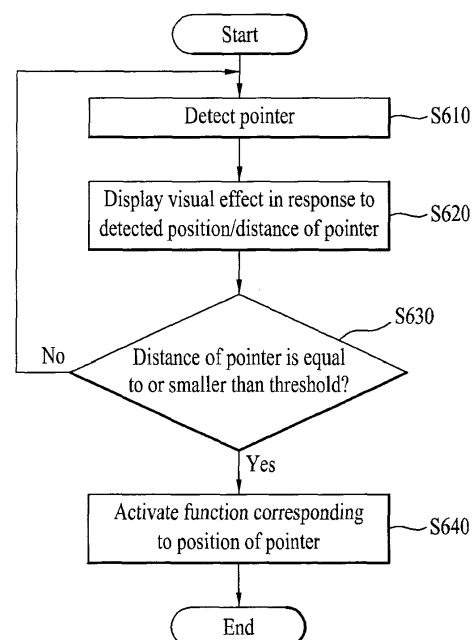 Start
Detect pointer
S610
Display visual effect in response to
detected position/distance of pointer
S620
S630
Distance of pointer is equal
to or smaller than threshold?
No
Yes
Activate function corresponding
to position of pointer
S640
End